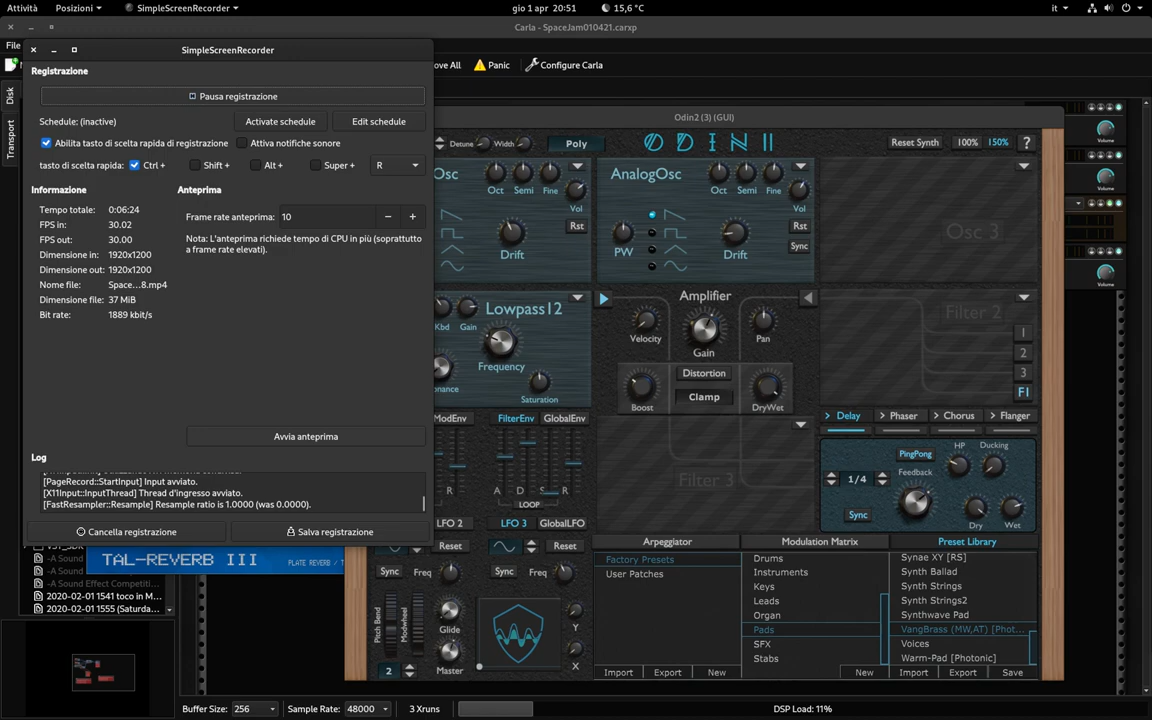 Attività
Posizioni
SimpleScreenRecorder
gio 1 apr 20:51
15,6 °C
it
Carla - SpaceJam010421.carxp
File
ove All
Panic
Configure Carla
Disk
Transport
SimpleScreenRecorder
Registrazione
Pausa registrazione
Schedule: (inactive)
Activate schedule
Edit schedule
Abilita tasto di scelta rapida di registrazione
Attiva notifiche sonore
tasto di scelta rapida:
Ctrl +
Shift +
Alt +
Super +
R
Informazione
Anteprima
Tempo totale: 0:06:24
FPS in: 30.02
FPS out: 30.00
Dimensione in: 1920x1200
Dimensione out: 1920x1200
Nome file: Space...8.mp4
Dimensione file: 37 MiB
Bit rate: 1889 kbit/s
Frame rate anteprima: 10
Nota: L'anteprima richiede tempo di CPU in più (soprattutto
a frame rate elevati).
Avvia anteprima
Log
[PageRecord::StartInput] Input avviato.
[X11Input::InputThread] Thread d'ingresso avviato.
[FastResampler::Resample] Resample ratio is 1.0000 (was 0.0000).
Cancella registrazione
Salva registrazione
VST_SDK
-A Sound
-A Sound
-A Sound Effect Competiti...
2020-02-01 1541 toco in M...
2020-02-01 1555 (Saturda...
TAL-REVERB III
PLATE REVERB / T
Odin2 (3) (GUI)
Detune
Width
Poly
Reset Synth
100%
150%
?
Osc
Oct
Semi
Fine
Vol
Rst
Drift
AnalogOsc
Oct
Semi
Fine
Vol
Rst
PW
Drift
Sync
Osc 3
Volume
Volume
Volume
Kbd
Gain
Lowpass12
Frequency
onance
Saturation
Amplifier
Velocity
Gain
Pan
Distortion
Boost
Clamp
DryWet
Filter 2
1
2
3
F1
ModEnv
FilterEnv
GlobalEnv
R
A
D
S
R
LOOP
Filter 3
> Delay
> Phaser
> Chorus
> Flanger
PingPong
HP
Ducking
Feedback
1/4
Sync
Dry
Wet
LFO 2
LFO 3
GlobalLFO
Reset
Reset
Sync
Freq
Sync
Freq
Pitch Bend
Modwheel
Glide
Master
2
Y
X
Arpeggiator
Modulation Matrix
Preset Library
Factory Presets
User Patches
Drums
Instruments
Keys
Leads
Organ
Pads
SFX
Stabs
Synae XY [RS]
Synth Ballad
Synth Strings
Synth Strings2
Synthwave Pad
VangBrass (MW,AT) [Phot...
Voices
Warm-Pad [Photonic]
Import
Export
New
New
Import
Export
Save
Buffer Size: 256
Sample Rate: 48000
3 Xruns
DSP Load: 11%